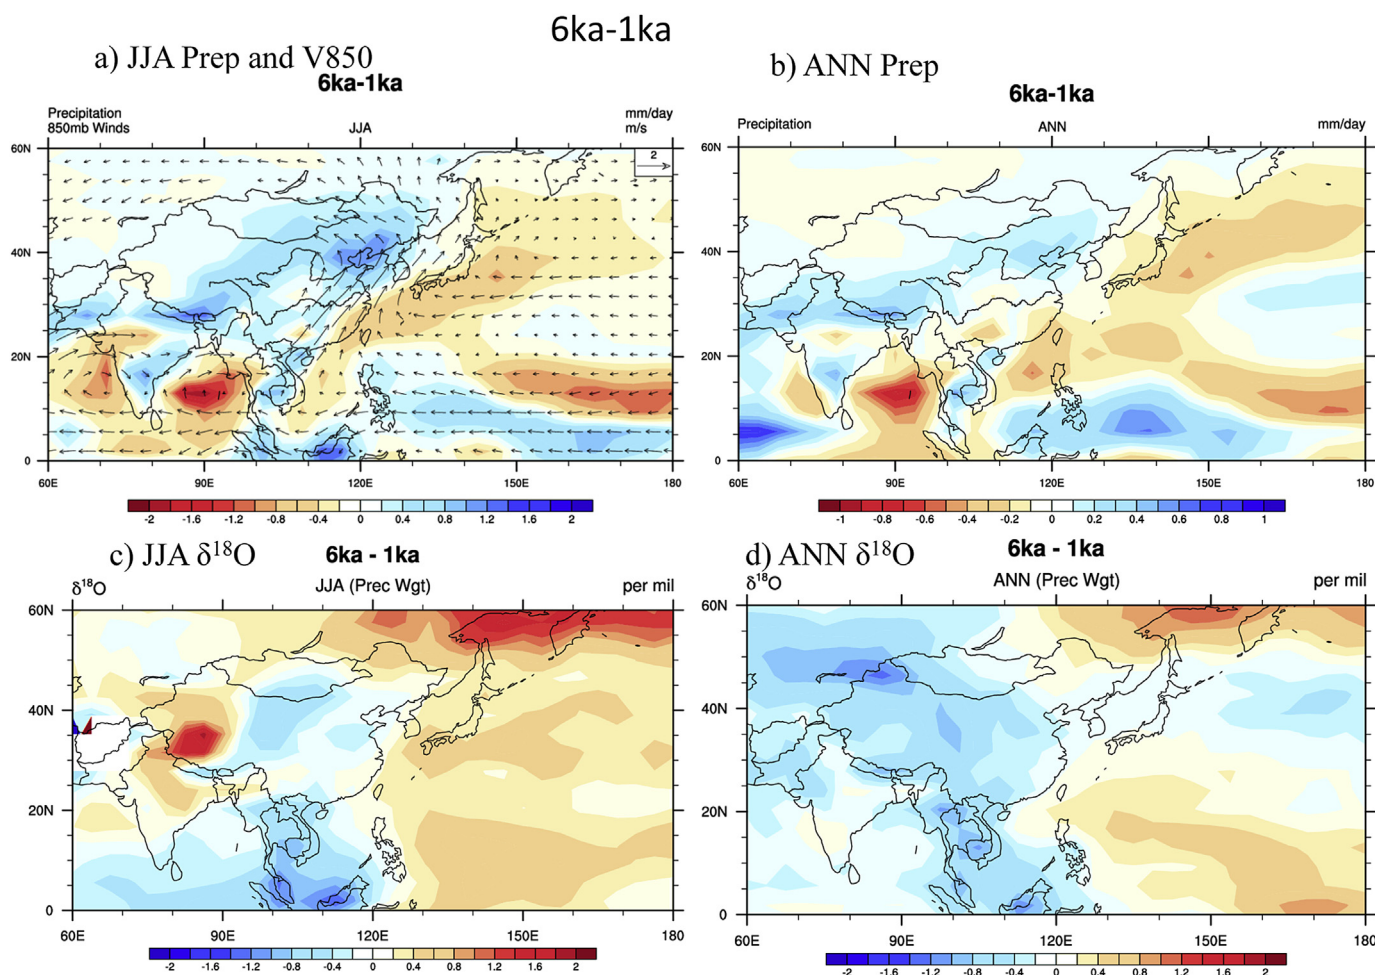 6ka-1ka
a) JJA Prep and V850
6ka-1ka
Precipitation
850mb Winds
JJA
mm/day
m/s
2
60N
40N
20N
0
60E
90E
120E
150E
180
-2 -1.6 -1.2 -0.8 -0.4 0 0.4 0.8 1.2 1.6 2
b) ANN Prep
6ka-1ka
Precipitation
ANN
mm/day
60N
40N
20N
0
60E
90E
120E
150E
180
-1 -0.8 -0.6 -0.4 -0.2 0 0.2 0.4 0.6 0.8 1
c) JJA δ18O
6ka - 1ka
δ18O
JJA (Prec Wgt)
per mil
60N
40N
20N
0
60E
90E
120E
150E
180
-2 -1.6 -1.2 -0.8 -0.4 0 0.4 0.8 1.2 1.6 2
d) ANN δ18O
6ka - 1ka
δ18O
ANN (Prec Wgt)
per mil
60N
40N
20N
0
60E
90E
120E
150E
180
-2 -1.6 -1.2 -0.8 -0.4 0 0.4 0.8 1.2 1.6 2